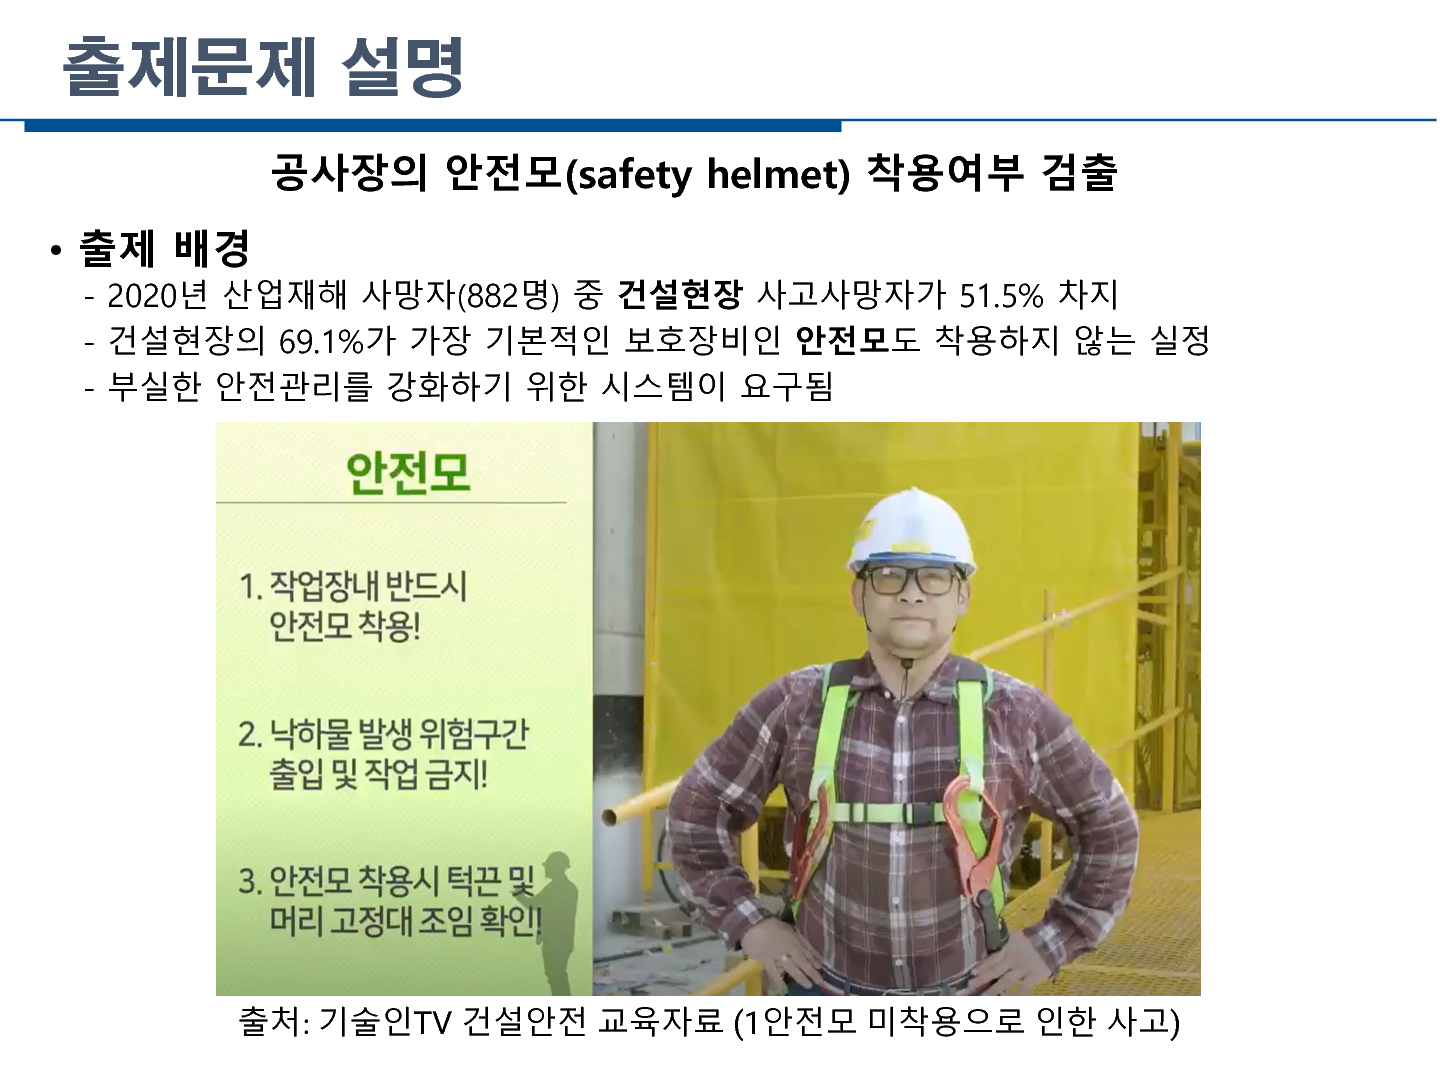 출제문제 설명
공사장의 안전모(safety helmet) 착용여부 검출
• 출제 배경
- 2020년 산업재해 사망자(882명) 중 건설현장 사고사망자가 51.5% 차지
- 건설현장의 69.1%가 가장 기본적인 보호장비인 안전모도 착용하지 않는 실정
- 부실한 안전관리를 강화하기 위한 시스템이 요구됨
안전모
1. 작업장내 반드시
안전모 착용!
2. 낙하물 발생 위험구간
출입 및 작업 금지!
3. 안전모 착용시 턱끈 및
머리 고정대 조임 확인!
출처: 기술인TV 건설안전 교육자료 (1안전모 미착용으로 인한 사고)